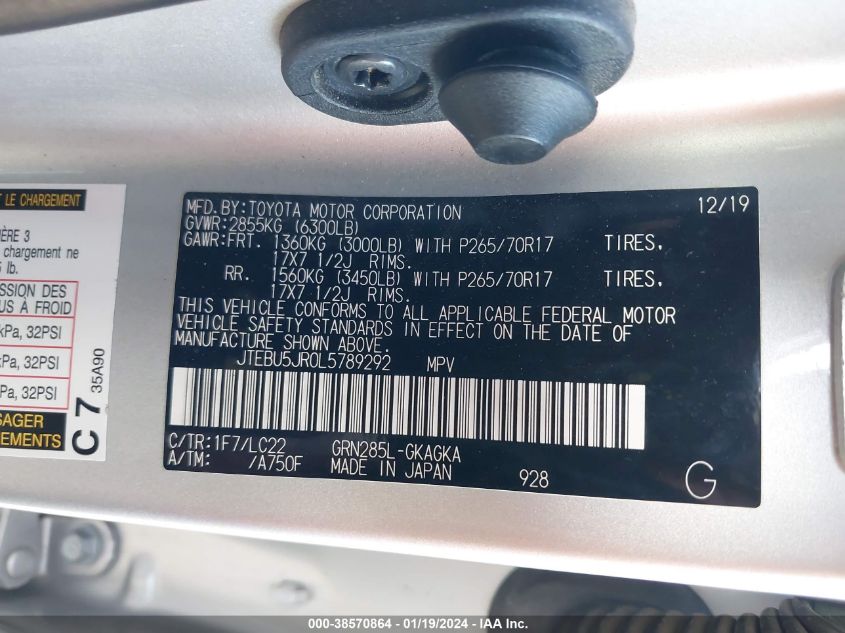 T LE CHARGEMENT
IÈRE 3
chargement ne
5 lb.
SSION DES
US À FROID
kPa, 32PSI
Pa, 32PSI
SAGER
EMENTS
C 7
35A90
MFD. BY: TOYOTA MOTOR CORPORATION 12/19
GVWR: 2855KG (6300LB)
GAWR: FRT. 1360KG (3000LB) WITH P265/70R17 TIRES,
17X7 1/2J RIMS.
RR. 1560KG (3450LB) WITH P265/70R17 TIRES,
17X7 1/2J RIMS.
THIS VEHICLE CONFORMS TO ALL APPLICABLE FEDERAL MOTOR
VEHICLE SAFETY STANDARDS IN EFFECT ON THE DATE OF
MANUFACTURE SHOWN ABOVE.
JTEBU5JR0L5789292 MPV
C/TR: 1F7/LC22 GRN285L-GKAGKA
A/TM: /A750F MADE IN JAPAN 928 G
000-38570864 - 01/19/2024 - IAA Inc.